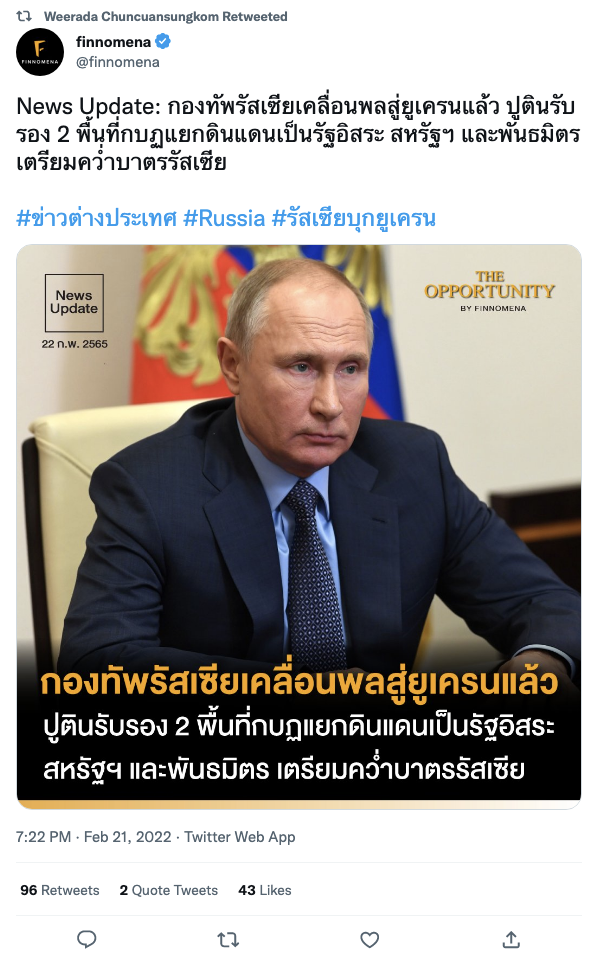 Weerada Chuncuansungkom Retweeted
finnomena
@finnomena
F
FINNOMENA
News Update: กองทัพรัสเซียเคลื่อนพลสู่ยูเครนแล้ว ปูตินรับ
รอง 2 พื้นที่กบฏแยกดินแดนเป็นรัฐอิสระ สหรัฐฯ และพันธมิตร
เตรียมคว่ำบาตรรัสเซีย
#ข่าวต่างประเทศ #Russia #รัสเซียบุกยูเครน
News
Update
22 ก.พ. 2565
THE
OPPORTUNITY
BY FINNOMENA
กองทัพรัสเซียเคลื่อนพลสู่ยูเครนแล้ว
ปูตินรับรอง 2 พื้นที่กบฏแยกดินแดนเป็นรัฐอิสระ
สหรัฐฯ และพันธมิตร เตรียมคว่ำบาตรรัสเซีย
7:22 PM · Feb 21, 2022 · Twitter Web App
96 Retweets 2 Quote Tweets 43 Likes